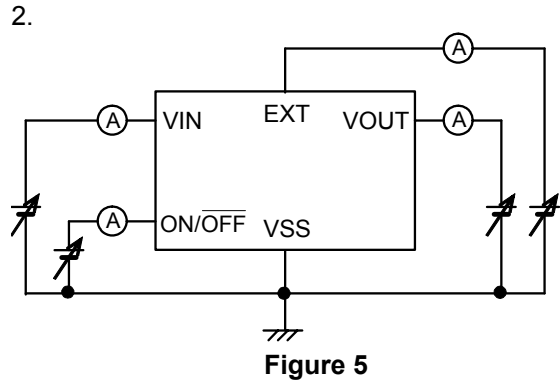 2.
A
EXT
A VIN VOUT A
A ON/OFF VSS
Figure 5